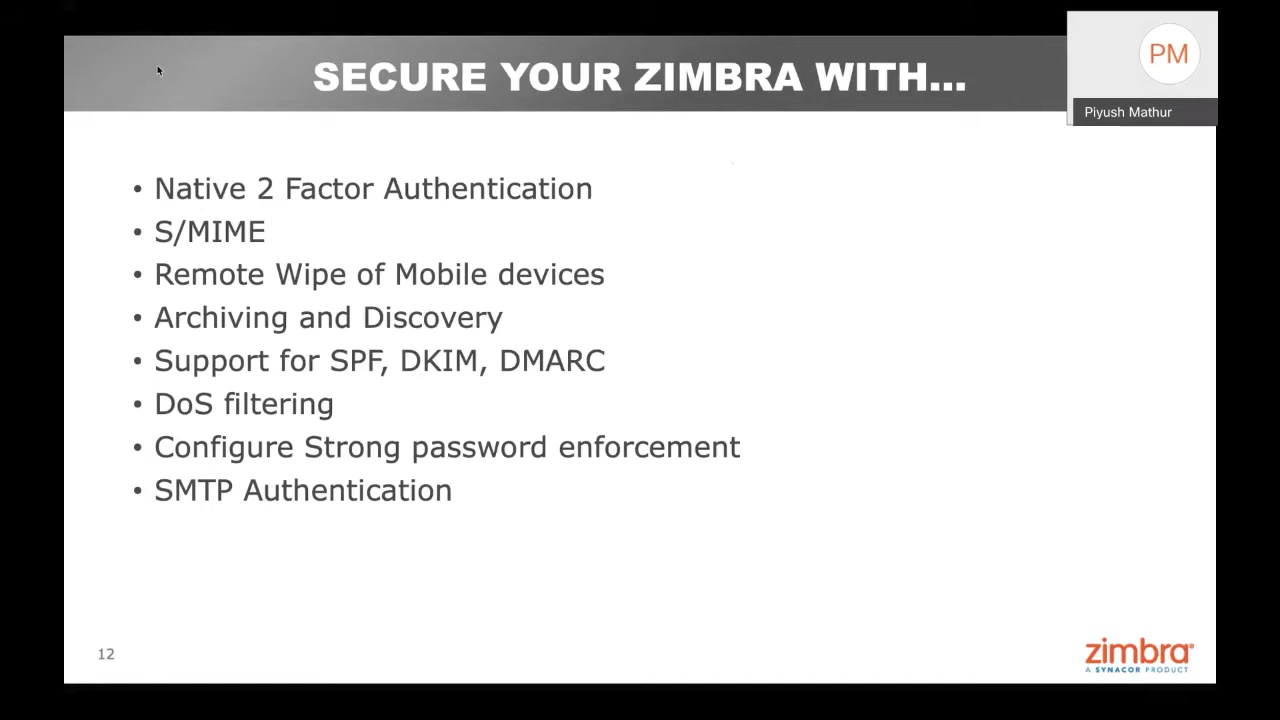 SECURE YOUR ZIMBRA WITH...
PM
Piyush Mathur
• Native 2 Factor Authentication
• S/MIME
• Remote Wipe of Mobile devices
• Archiving and Discovery
• Support for SPF, DKIM, DMARC
• DoS filtering
• Configure Strong password enforcement
• SMTP Authentication
12
zimbra®
A SYNACOR PRODUCT